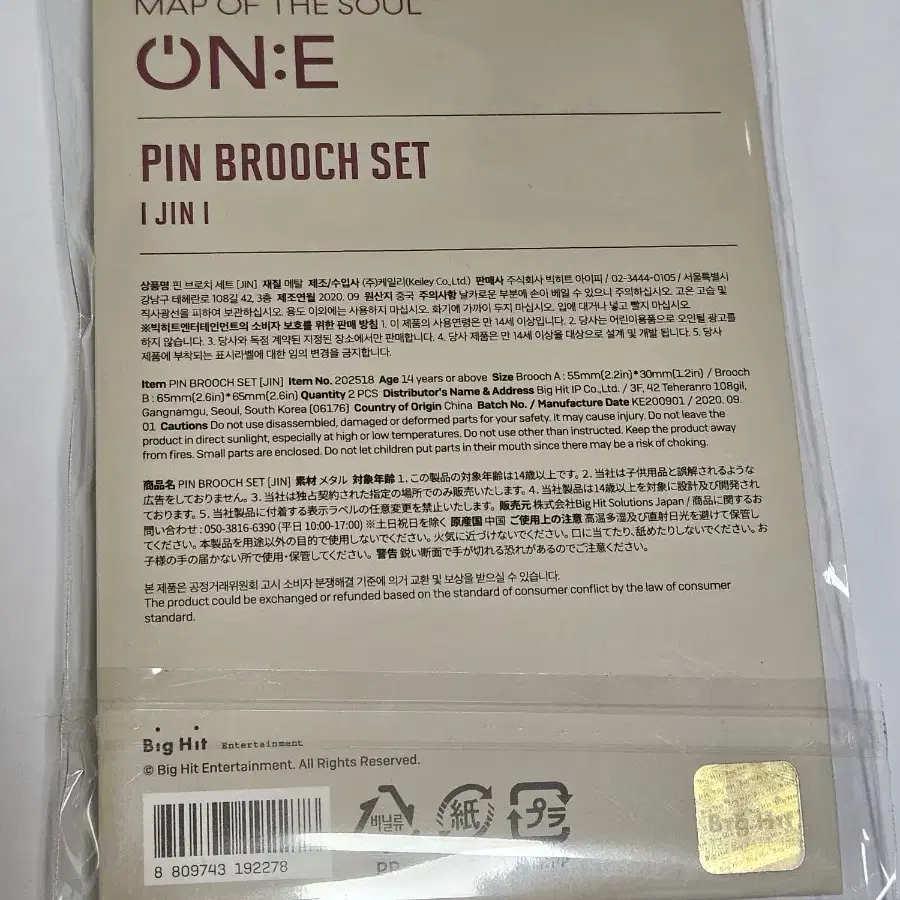 MAP OF THE SOUL
ON:E
PIN BROOCH SET
| JIN |
상품명 핀 브로치 세트 [JIN] 재질 메탈 제조/수입사 (주)케일리(Keiley Co.,Ltd.) 판매사 주식회사 빅히트 아이피 / 02-3444-0105 / 서울특별시
강남구 테헤란로 108길 42, 3층 제조연월 2020. 09 원산지 중국 주의사항 날카로운 부분에 손이 베일 수 있으니 주의하십시오. 고온 고습 및
직사광선을 피하여 보관하십시오. 용도 이외에는 사용하지 마십시오. 화기에 가까이 두지 마십시오. 입에 대거나 넣고 빨지 마십시오.
※빅히트엔터테인먼트의 소비자 보호를 위한 판매 방침 1. 이 제품의 사용연령은 만 14세 이상입니다. 2. 당사는 어린이용품으로 오인될 광고를
하지 않습니다. 3. 당사와 독점 계약된 지정된 장소에서만 판매합니다. 4. 당사 제품은 만 14세 이상을 대상으로 설계 및 개발 됩니다. 5. 당사
제품에 부착되는 표시라벨에 대한 임의 변경을 금지합니다.
Item PIN BROOCH SET [JIN] Item No. 202518 Age 14 years or above Size Brooch A : 55mm(2.2in)*30mm(1.2in) / Brooch
B : 65mm(2.6in)*65mm(2.6in) Quantity 2 PCS Distributor's Name & Address Big Hit IP Co., Ltd. / 3F, 42 Teheranro 108gil,
Gangnamgu, Seoul, South Korea (06176) Country of Origin China Batch No. / Manufacture Date KE200901 / 2020. 09.
01 Cautions Do not use disassembled, damaged or deformed parts for your safety. It may cause injury. Do not leave the
product in direct sunlight, especially at high or low temperatures. Do not use other than instructed. Keep the product away
from fires. Small parts are enclosed. Do not let children put parts in their mouth since there may be a risk of choking.
商品名 PIN BROOCH SET [JIN] 素材 メタル 対象年齢 1. この製品の対象年齢は14歳以上です。2. 当社は子供用品と誤解されるような
広告をしておりません。3. 当社は独占契約された指定の場所でのみ販売いたします。4. 当社製品は14歳以上を対象に設計及び開発されて
おります。5. 当社製品に付着する表示ラベルの任意変更を禁止いたします。販売元 株式会社Big Hit Solutions Japan / 商品に関するお
問い合わせ : 050-3816-6390 (平日 10:00-17:00) ※土日祝日を除く 原産国 中国 ご使用上の注意 高温多湿及び直射日光を避けて保管し
てください。本製品を用途以外の目的で使用しないでください。火気に近づけないでください。口に当てたり、舐めたりしないでください。お
子様の手の届かない所で使用・保管してください。警告 鋭い断面で手が切れる恐れがあるのでご注意ください。
본 제품은 공정거래위원회 고시 소비자 분쟁해결 기준에 의거 교환 및 보상을 받으실 수 있습니다.
The product could be exchanged or refunded based on the standard of consumer conflict by the law of consumer
standard.
Big Hit Entertainment
© Big Hit Entertainment. All Rights Reserved.
비닐류 紙 プラ
PP
Big Hit
8 809743 192278